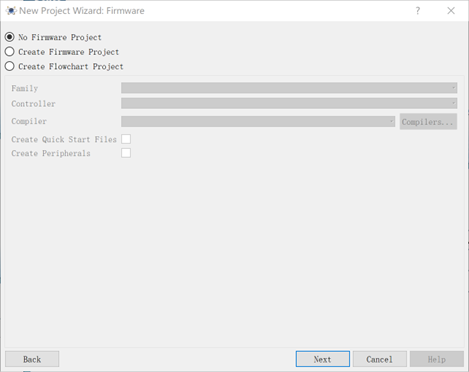 New Project Wizard: Firmware
No Firmware Project
Create Firmware Project
Create Flowchart Project
Family
Controller
Compiler
Compilers...
Create Quick Start Files
Create Peripherals
Back
Next
Cancel
Help